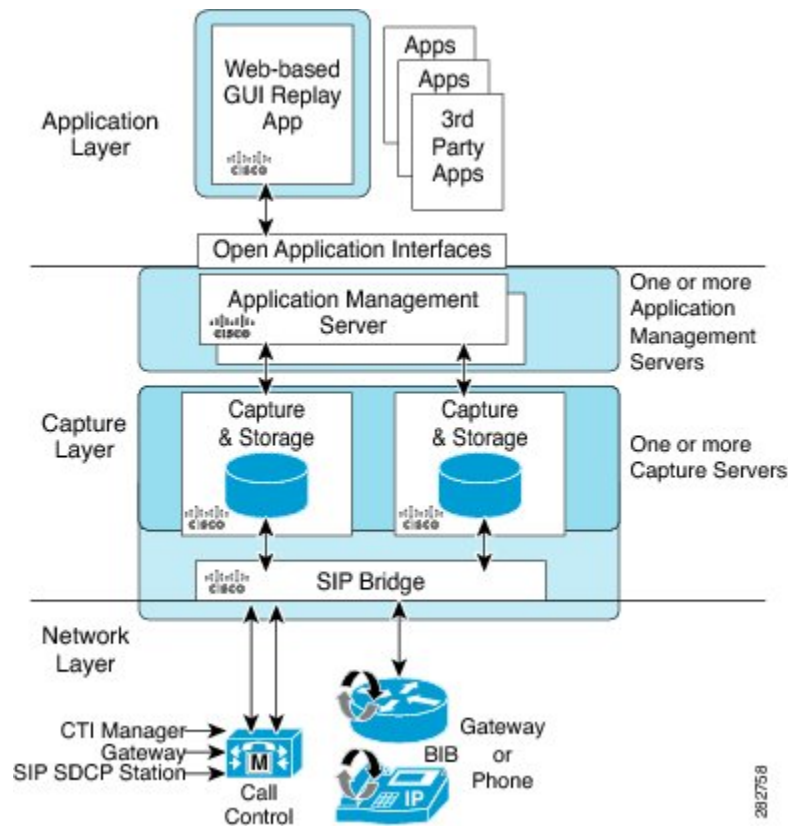 Web-based
GUI Replay
App
CISCO
Apps
Apps
3rd
Party
Apps
Application
Layer
Open Application Interfaces
Application Management
Server
CISCO
One or more
Application
Management
Servers
Capture
Layer
Capture
& Storage
CISCO
Capture
& Storage
CISCO
One or more
Capture Servers
SIP Bridge
CISCO
Network
Layer
CTI Manager
Gateway
SIP SDCP Station
M
Call
Control
BIB
IP
Gateway
or
Phone
282758